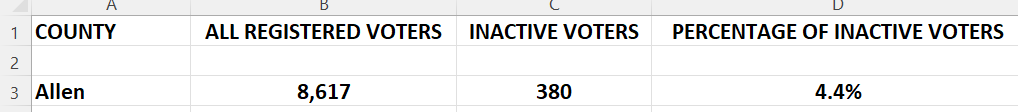 A B C D
1 COUNTY ALL REGISTERED VOTERS INACTIVE VOTERS PERCENTAGE OF INACTIVE VOTERS
2
3 Allen 8,617 380 4.4%